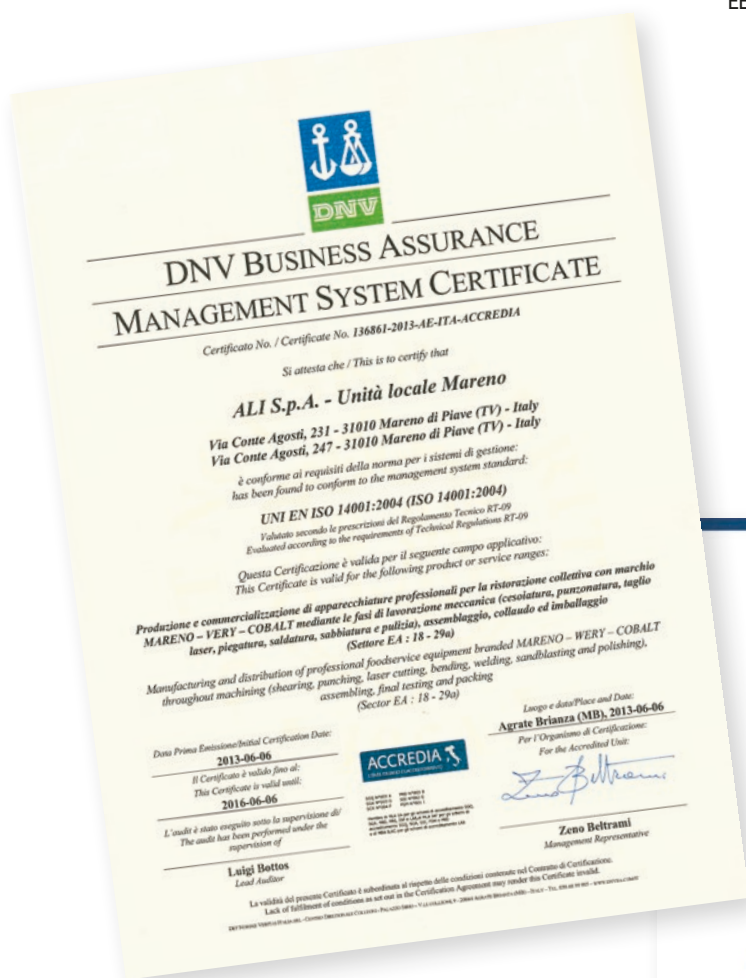 EE
DNV
DNV BUSINESS ASSURANCE
MANAGEMENT SYSTEM CERTIFICATE
Certificato No. / Certificate No. 136861-2013-AE-ITA-ACCREDIA
Si attesta che / This is to certify that
ALI S.p.A. - Unità locale Mareno
Via Conte Agosti, 231 - 31010 Mareno di Piave (TV) - Italy
Via Conte Agosti, 247 - 31010 Mareno di Piave (TV) - Italy
è conforme ai requisiti della norma per i sistemi di gestione:
has been found to conform to the management system standard:
UNI EN ISO 14001:2004 (ISO 14001:2004)
Valutato secondo le prescrizioni del Regolamento Tecnico RT-09
Evaluated according to the requirements of Technical Regulations RT-09
Questa Certificazione è valida per il seguente campo applicativo:
This Certificate is valid for the following product or service ranges:
Produzione e commercializzazione di apparecchiature professionali per la ristorazione collettiva con marchio
MARENO – VERY – COBALT mediante le fasi di lavorazione meccanica (cesoiatura, punzonatura, taglio
laser, piegatura, saldatura, sabbiatura e pulizia), assemblaggio, collaudo ed imballaggio
(Settore EA : 18 - 29a)
Manufacturing and distribution of professional foodservice equipment branded MARENO – WERY – COBALT
throughout machining (shearing, punching, laser cutting, bending, welding, sandblasting and polishing),
assembling, final testing and packing
(Sector EA : 18 - 29a)
Data Prima Emissione/Initial Certification Date:
2013-06-06
Il Certificato è valido fino al:
This Certificate is valid until:
2016-06-06
L'audit è stato eseguito sotto la supervisione di/
The audit has been performed under the
supervision of
Luigi Bottos
Lead Auditor
ACCREDIA
Luogo e data/Place and Date:
Agrate Brianza (MB), 2013-06-06
Per l'Organismo di Certificazione:
For the Accredited Unit:
Zeno Beltrami
Zeno Beltrami
Management Representative
La validità del presente Certificato è subordinata al rispetto delle condizioni contenute nel Contratto di Certificazione.
Lack of fulfilment of conditions as set out in the Certification Agreement may render this Certificate invalid.